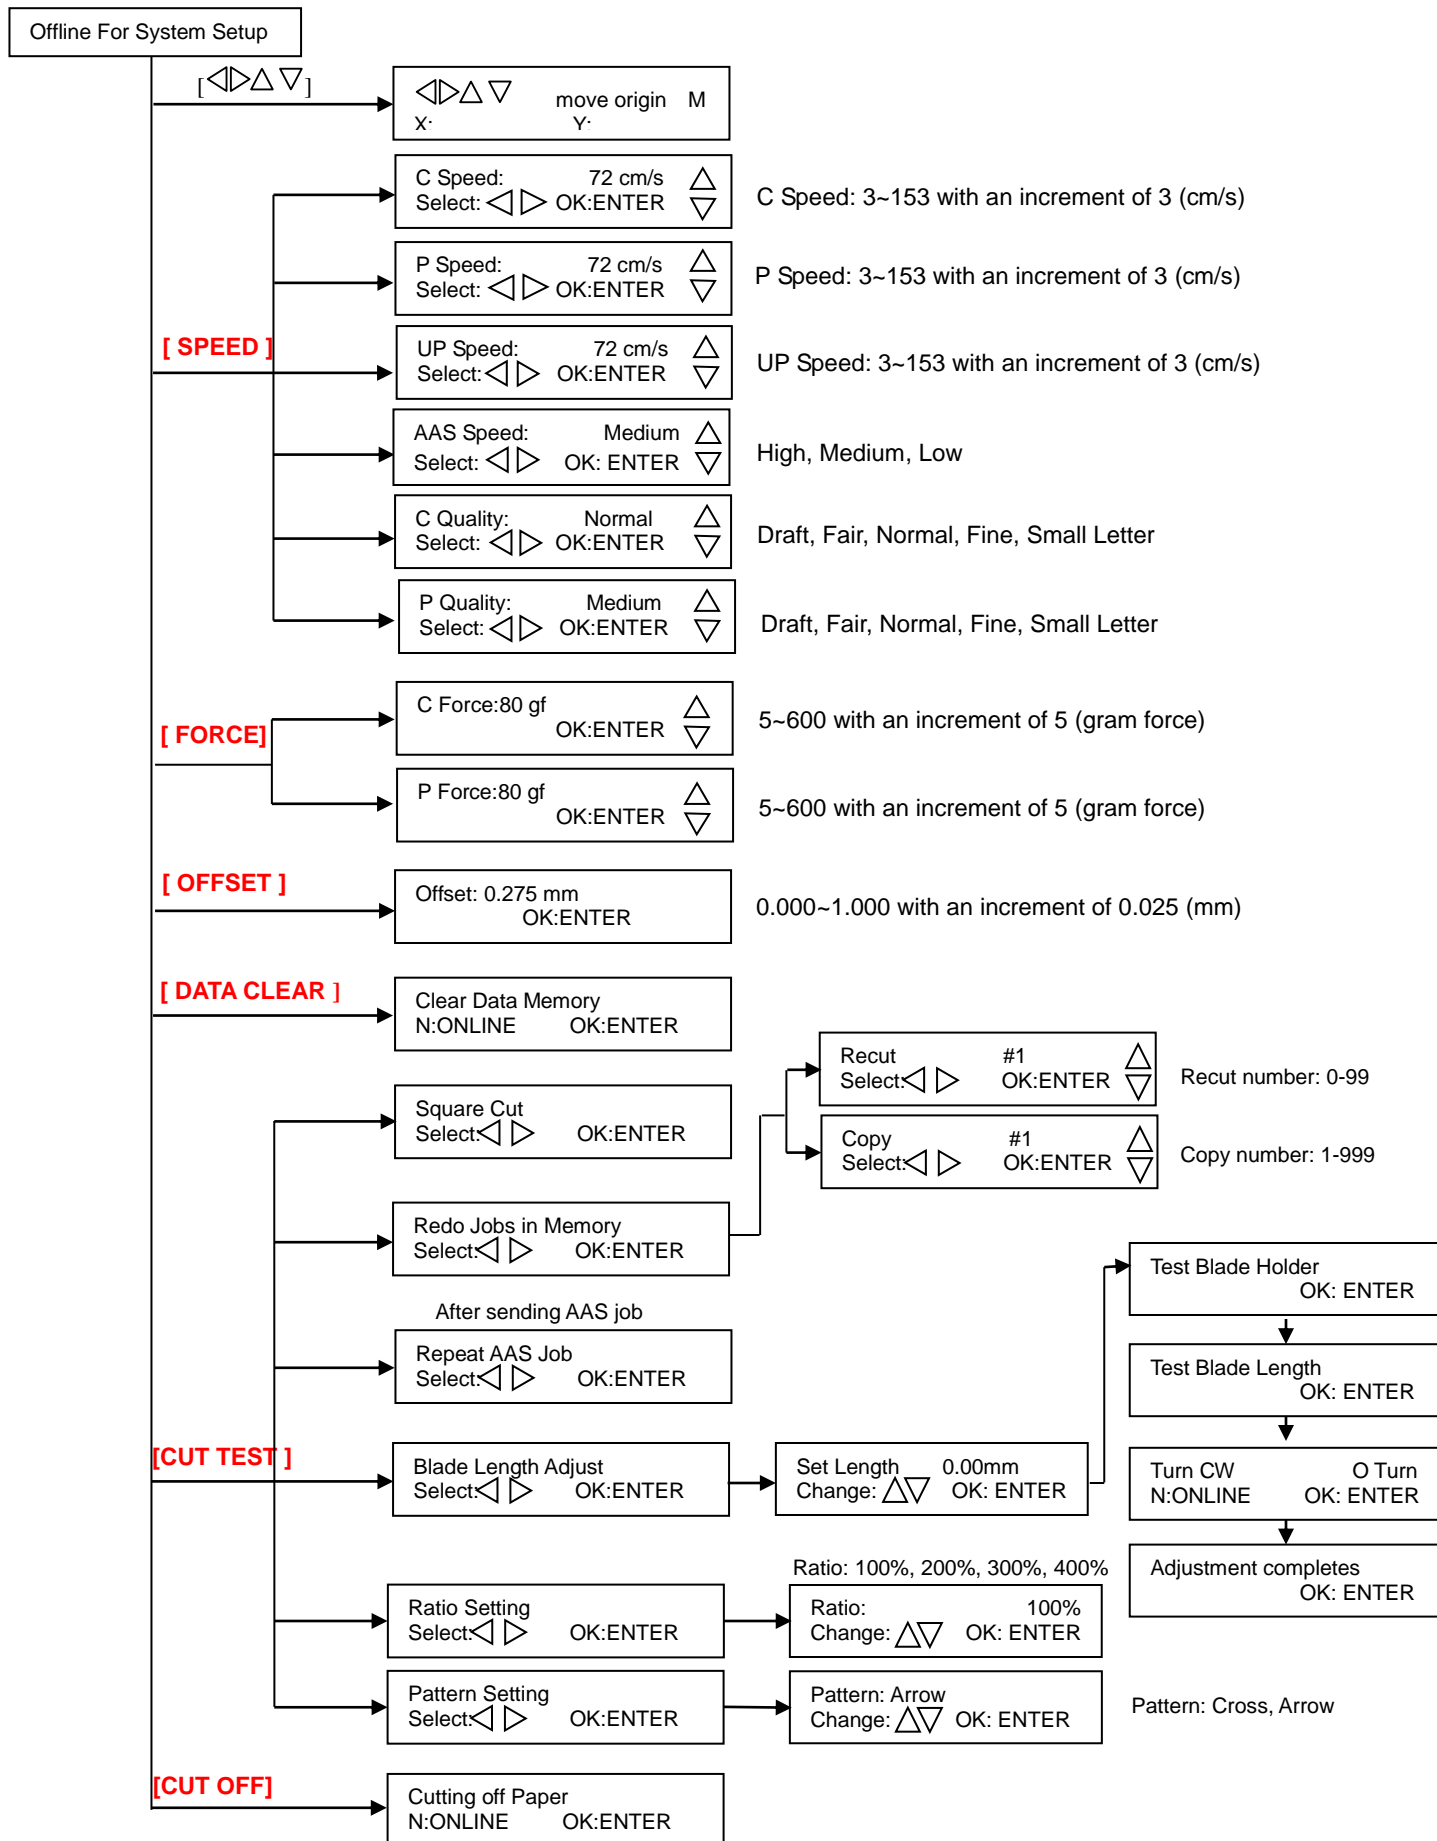 Offline For System Setup
[◁▷△ ▽]
◁▷△ ▽ move origin M
X: Y:
[ SPEED ]
C Speed: 72 cm/s △
Select: ◁ ▷ OK:ENTER ▽
C Speed: 3~153 with an increment of 3 (cm/s)
P Speed: 72 cm/s △
Select: ◁ ▷ OK:ENTER ▽
P Speed: 3~153 with an increment of 3 (cm/s)
UP Speed: 72 cm/s △
Select: ◁ ▷ OK:ENTER ▽
UP Speed: 3~153 with an increment of 3 (cm/s)
AAS Speed: Medium △
Select: ◁ ▷ OK: ENTER ▽
High, Medium, Low
C Quality: Normal △
Select: ◁ ▷ OK:ENTER ▽
Draft, Fair, Normal, Fine, Small Letter
P Quality: Medium △
Select: ◁ ▷ OK:ENTER ▽
Draft, Fair, Normal, Fine, Small Letter
[ FORCE]
C Force:80 gf △
OK:ENTER ▽
5~600 with an increment of 5 (gram force)
P Force:80 gf △
OK:ENTER ▽
5~600 with an increment of 5 (gram force)
[ OFFSET ]
Offset: 0.275 mm
OK:ENTER
0.000~1.000 with an increment of 0.025 (mm)
[ DATA CLEAR ]
Clear Data Memory
N:ONLINE OK:ENTER
[CUT TEST ]
Square Cut
Select:◁ ▷ OK:ENTER
Redo Jobs in Memory
Select:◁ ▷ OK:ENTER
Recut #1 △
Select:◁ ▷ OK:ENTER ▽
Recut number: 0-99
Copy #1 △
Select:◁ ▷ OK:ENTER ▽
Copy number: 1-999
After sending AAS job
Repeat AAS Job
Select:◁ ▷ OK:ENTER
Blade Length Adjust
Select:◁ ▷ OK:ENTER
Set Length 0.00mm
Change: △▽ OK: ENTER
Test Blade Holder
OK: ENTER
Test Blade Length
OK: ENTER
Turn CW O Turn
N:ONLINE OK: ENTER
Adjustment completes
OK: ENTER
Ratio Setting
Select:◁ ▷ OK:ENTER
Ratio: 100%, 200%, 300%, 400%
Ratio: 100%
Change: △▽ OK: ENTER
Pattern Setting
Select:◁ ▷ OK:ENTER
Pattern: Arrow
Change: △▽ OK: ENTER
Pattern: Cross, Arrow
[CUT OFF]
Cutting off Paper
N:ONLINE OK:ENTER